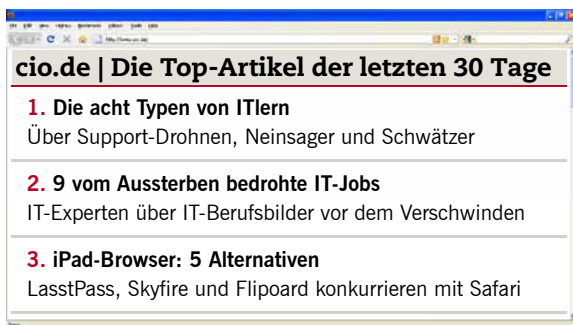 cio.de | Die Top-Artikel der letzten 30 Tage
1. Die acht Typen von ITlern
Über Support-Drohnen, Neinsager und Schwätzer
2. 9 vom Aussterben bedrohte IT-Jobs
IT-Experten über IT-Berufsbilder vor dem Verschwinden
3. iPad-Browser: 5 Alternativen
LasstPass, Skyfire und Flipoard konkurrieren mit Safari